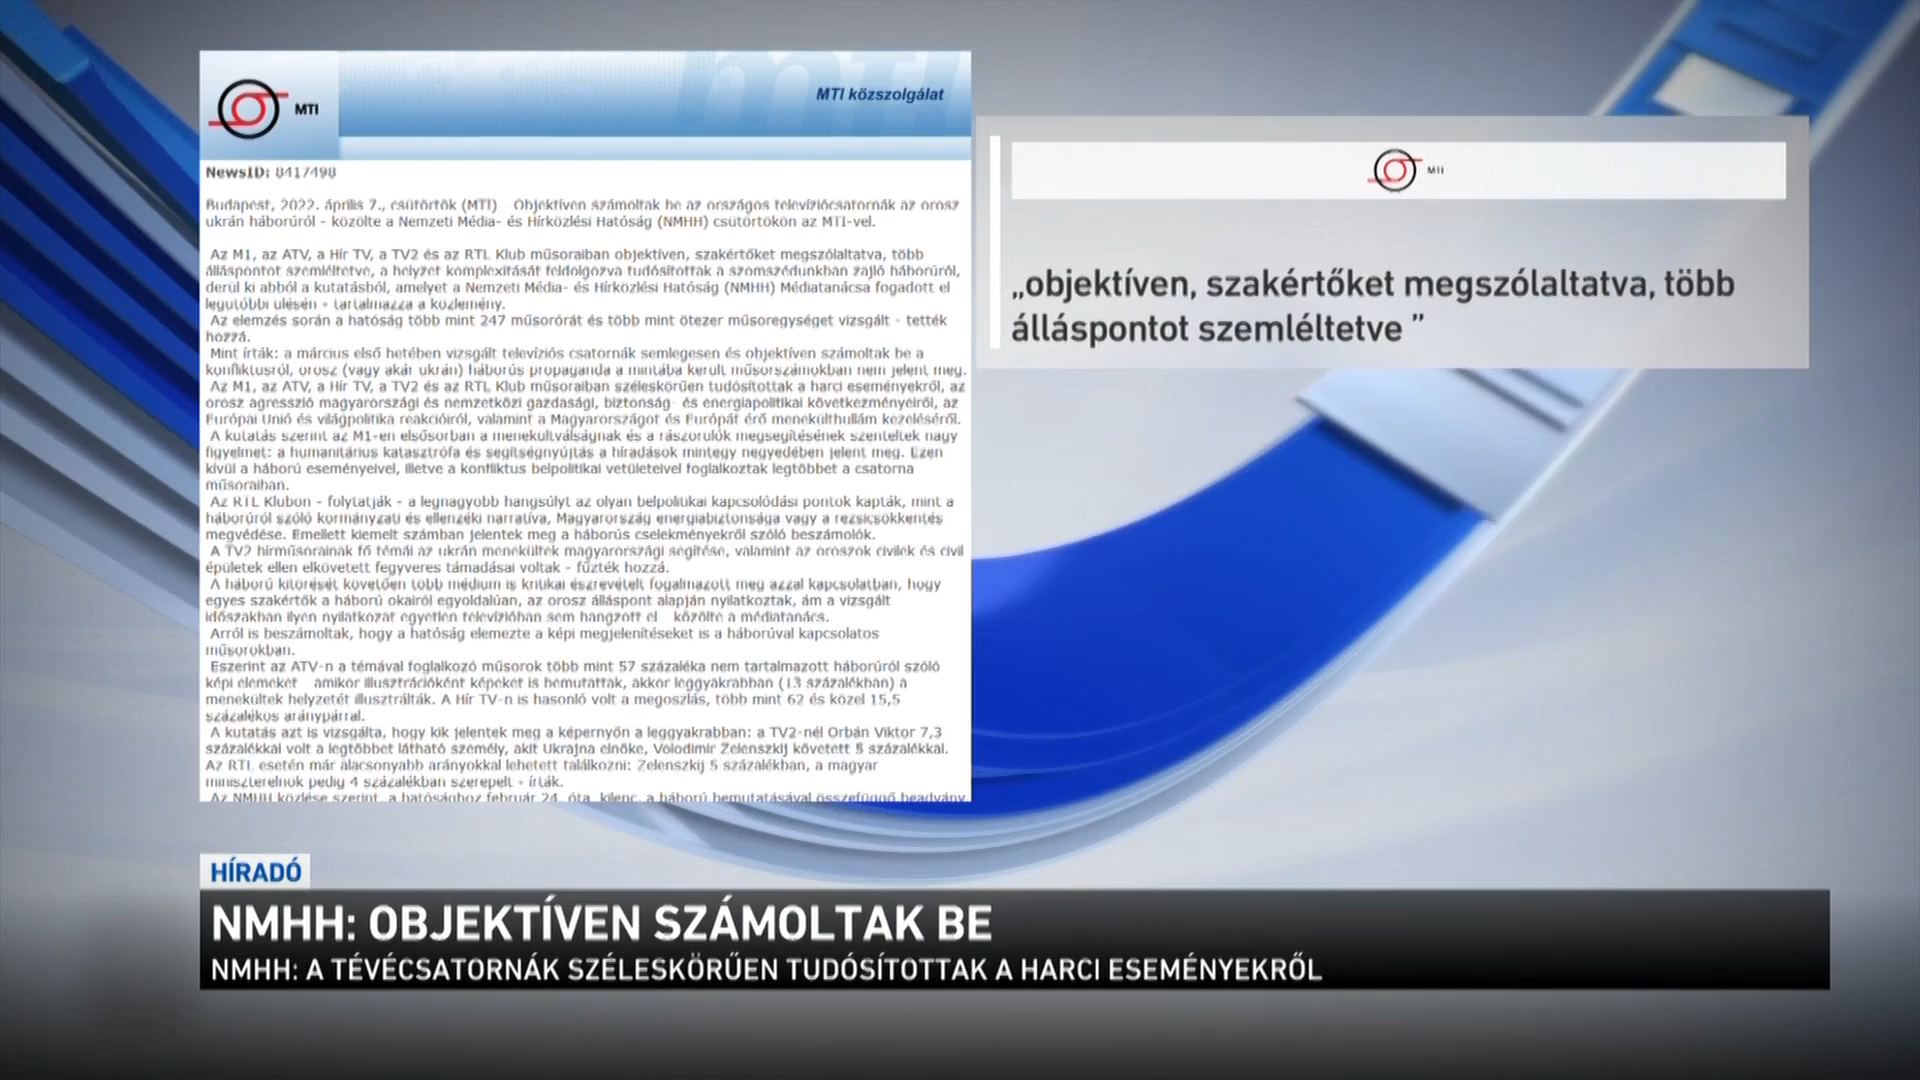 MTI
MTI közszolgálat
NewsID: 8417498
Budapest, 2022. április 7., csütörtök (MTI) Objektíven számoltak be az országos televíziócsatornák az orosz
ukrán háborúról - közölte a Nemzeti Média- és Hírközlési Hatóság (NMHH) csütörtökön az MTI-vel.
Az M1, az ATV, a Hír TV, a TV2 és az RTL Klub műsoraiban objektíven, szakértőket megszólaltatva, több
álláspontot szemléltetve, a helyzet komplexitását feldolgozva tudósítottak a szomszédunkban zajló háborúról,
derül ki abból a kutatásból, amelyet a Nemzeti Média- és Hírközlési Hatóság (NMHH) Médiatanácsa fogadott el
legutóbbi ülésén - tartalmazza a közlemény.
Az elemzés során a hatóság több mint 247 műsorórát és több mint ötezer műsoregységet vizsgált - tették
hozzá.
Mint írták: a március első hetében vizsgált televíziós csatornák semlegesen és objektíven számoltak be a
konfliktusról, orosz (vagy akár ukrán) háborús propaganda a mintába került műsorszámokban nem jelent meg.
Az M1, az ATV, a Hír TV, a TV2 és az RTL Klub műsoraiban széleskörűen tudósítottak a harci eseményekről, az
orosz agresszió magyarországi és nemzetközi gazdasági, biztonság- és energiapolitikai következményeiről, az
Európai Unió és világpolitika reakcióiról, valamint a Magyarországot és Európát érő menekülthullám kezeléséről.
A kutatás szerint az M1-en elsősorban a menekültválságnak és a rászorulók megsegítésének szenteltek nagy
figyelmet: a humanitárius katasztrófa és segítségnyújtás a híradások mintegy negyedében jelent meg. Ezen
kívül a háború eseményeivel, illetve a konfliktus belpolitikai vetületeivel foglalkoztak legtöbbet a csatorna
műsoraiban.
Az RTL Klubon - folytatják - a legnagyobb hangsúlyt az olyan belpolitikai kapcsolódási pontok kapták, mint a
háborúról szóló kormányzati és ellenzéki narratíva, Magyarország energiabiztonsága vagy a rezsicsökkentés
megvédése. Emellett kiemelt számban jelentek meg a háborús cselekményekről szóló beszámolók.
A TV2 hírműsorainak fő témái az ukrán menekültek magyarországi segítése, valamint az oroszok civilek és civil
épületek ellen elkövetett fegyveres támadásai voltak - fűzték hozzá.
A háború kitörését követően több médium is kritikai észrevételt fogalmazott meg azzal kapcsolatban, hogy
egyes szakértők a háború okairól egyoldalúan, az orosz álláspont alapján nyilatkoztak, ám a vizsgált
időszakban ilyen nyilatkozat egyetlen televízióban sem hangzott el közölte a médiatanács.
Arról is beszámoltak, hogy a hatóság elemezte a képi megjelenítéseket is a háborúval kapcsolatos
műsorokban.
Eszerint az ATV-n a témával foglalkozó műsorok több mint 57 százaléka nem tartalmazott háborúról szóló
képi elemeket amikor illusztrációként képeket is bemutattak, akkor leggyakrabban (13 százalékban) a
menekültek helyzetét illusztrálták. A Hír TV-n is hasonló volt a megoszlás, több mint 62 és közel 15,5
százalékos aránypárral.
A kutatás azt is vizsgálta, hogy kik jelentek meg a képernyőn a leggyakrabban: a TV2-nél Orbán Viktor 7,3
százalékkal volt a legtöbbet látható személy, akit Ukrajna elnöke, Volodimir Zelenszkij követett 5 százalékkal.
Az RTL esetén már alacsonyabb arányokkal lehetett találkozni: Zelenszkij 5 százalékban, a magyar
miniszterelnök pedig 4 százalékban szerepelt - írták.
Az NMHH közlése szerint a hatósághoz február 24. óta kilenc, a háború bemutatásával összefüggő beadvány
MTI
„objektíven, szakértőket megszólaltatva, több
álláspontot szemléltetve ”
HÍRADÓ
NMHH: OBJEKTÍVEN SZÁMOLTAK BE
NMHH: A TÉVÉCSATORNÁK SZÉLESKÖRŰEN TUDÓSÍTOTTAK A HARCI ESEMÉNYEKRŐL